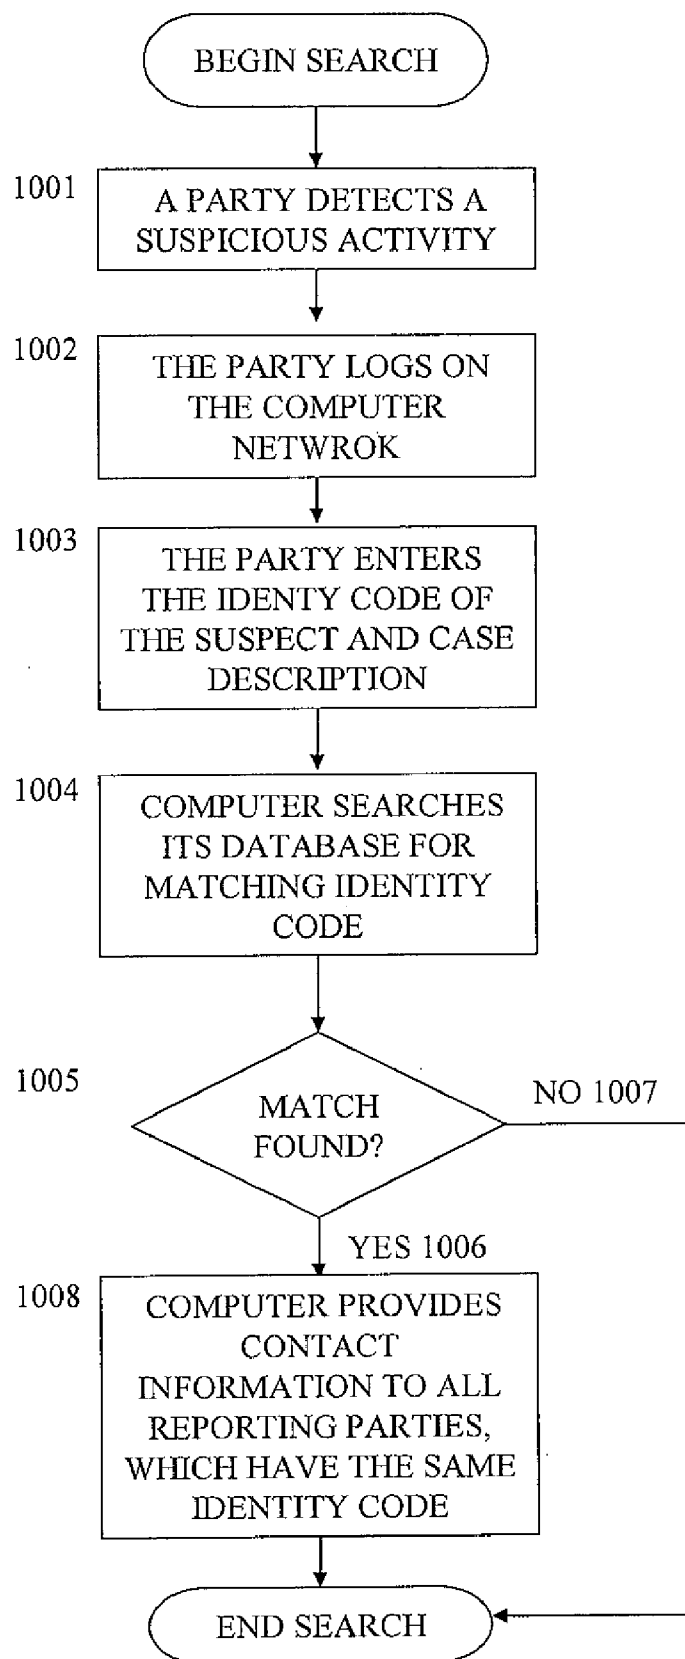 BEGIN SEARCH
1001
A PARTY DETECTS A
SUSPICIOUS ACTIVITY
1002
THE PARTY LOGS ON
THE COMPUTER
NETWROK
1003
THE PARTY ENTERS
THE IDENTY CODE OF
THE SUSPECT AND CASE
DESCRIPTION
1004
COMPUTER SEARCHES
ITS DATABASE FOR
MATCHING IDENTITY
CODE
1005
MATCH
FOUND?
NO 1007
YES 1006
1008
COMPUTER PROVIDES
CONTACT
INFORMATION TO ALL
REPORTING PARTIES,
WHICH HAVE THE SAME
IDENTITY CODE
END SEARCH